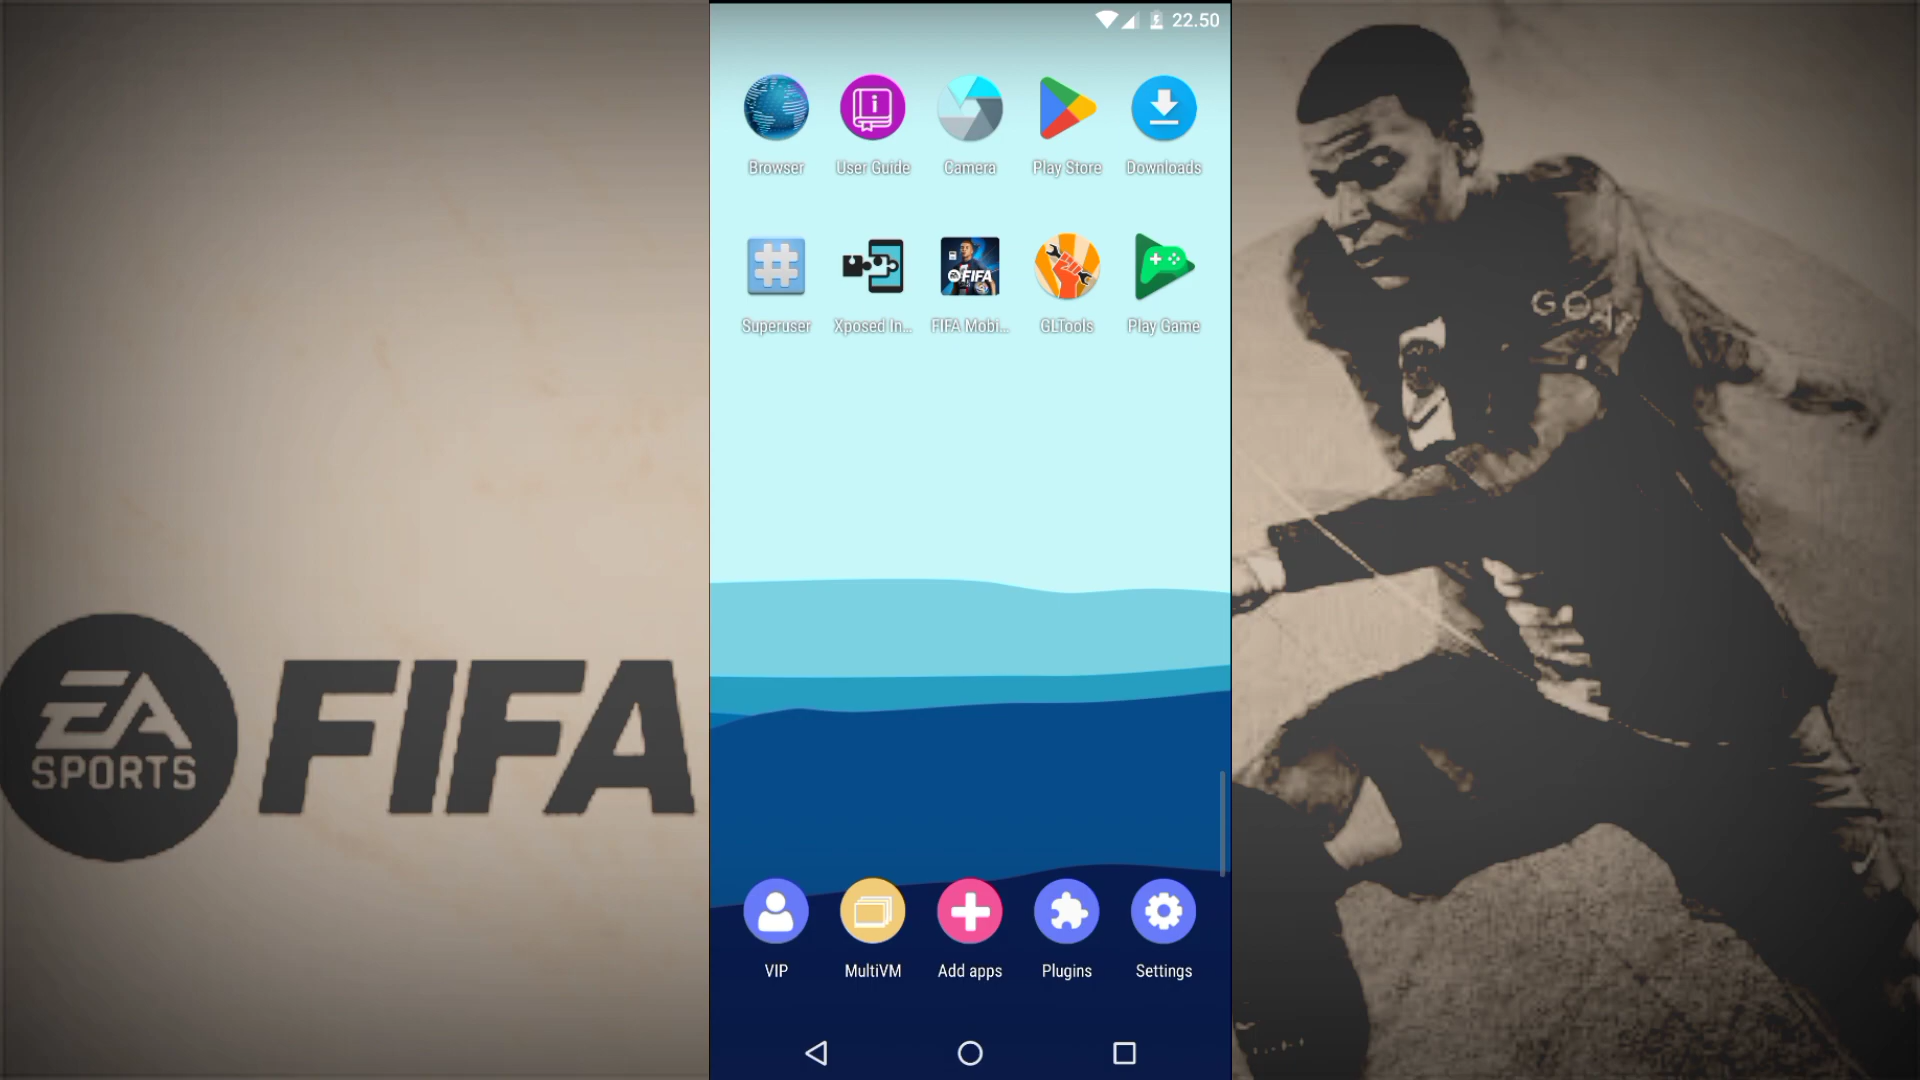 22.50
Browser
User Guide
Camera
Play Store
Downloads
Superuser
Xposed In...
FIFA
FIFA Mobi...
GLTools
Play Game
EA
SPORTS
FIFA
VIP
MultiVM
Add apps
Plugins
Settings